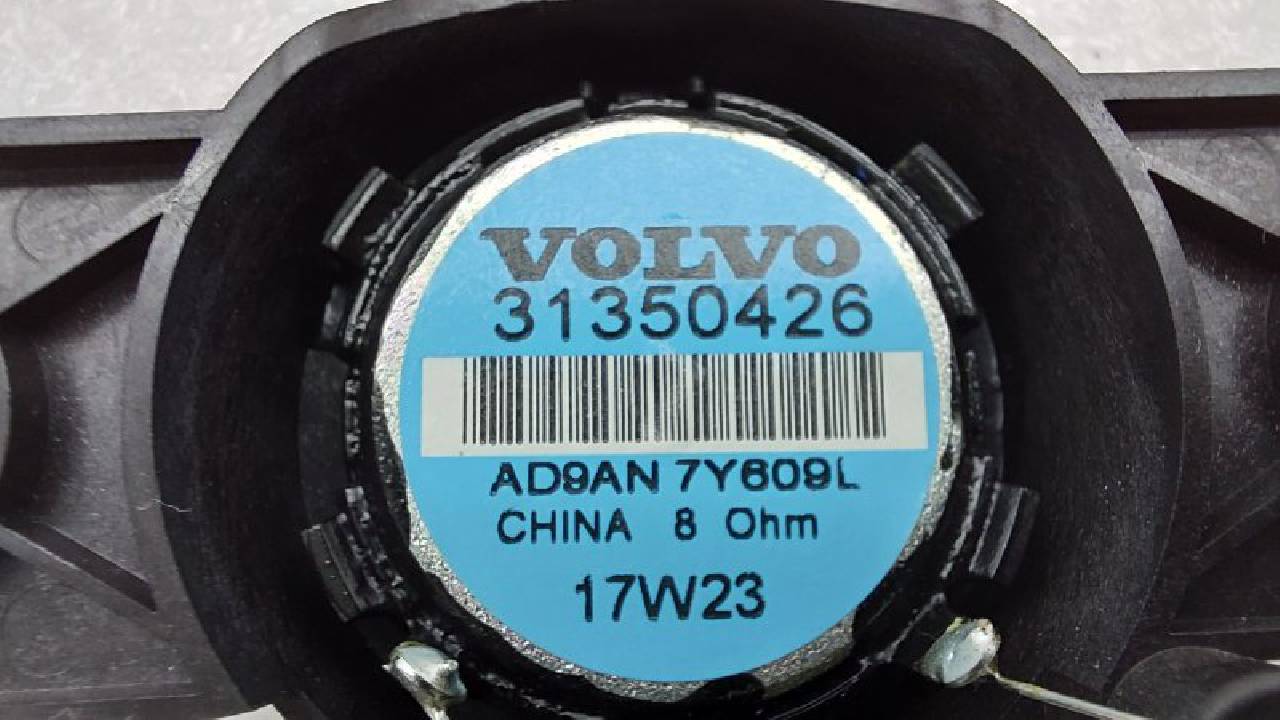 VOLVO
31350426
AD9AN 7Y609L
CHINA 8 Ohm
17W23